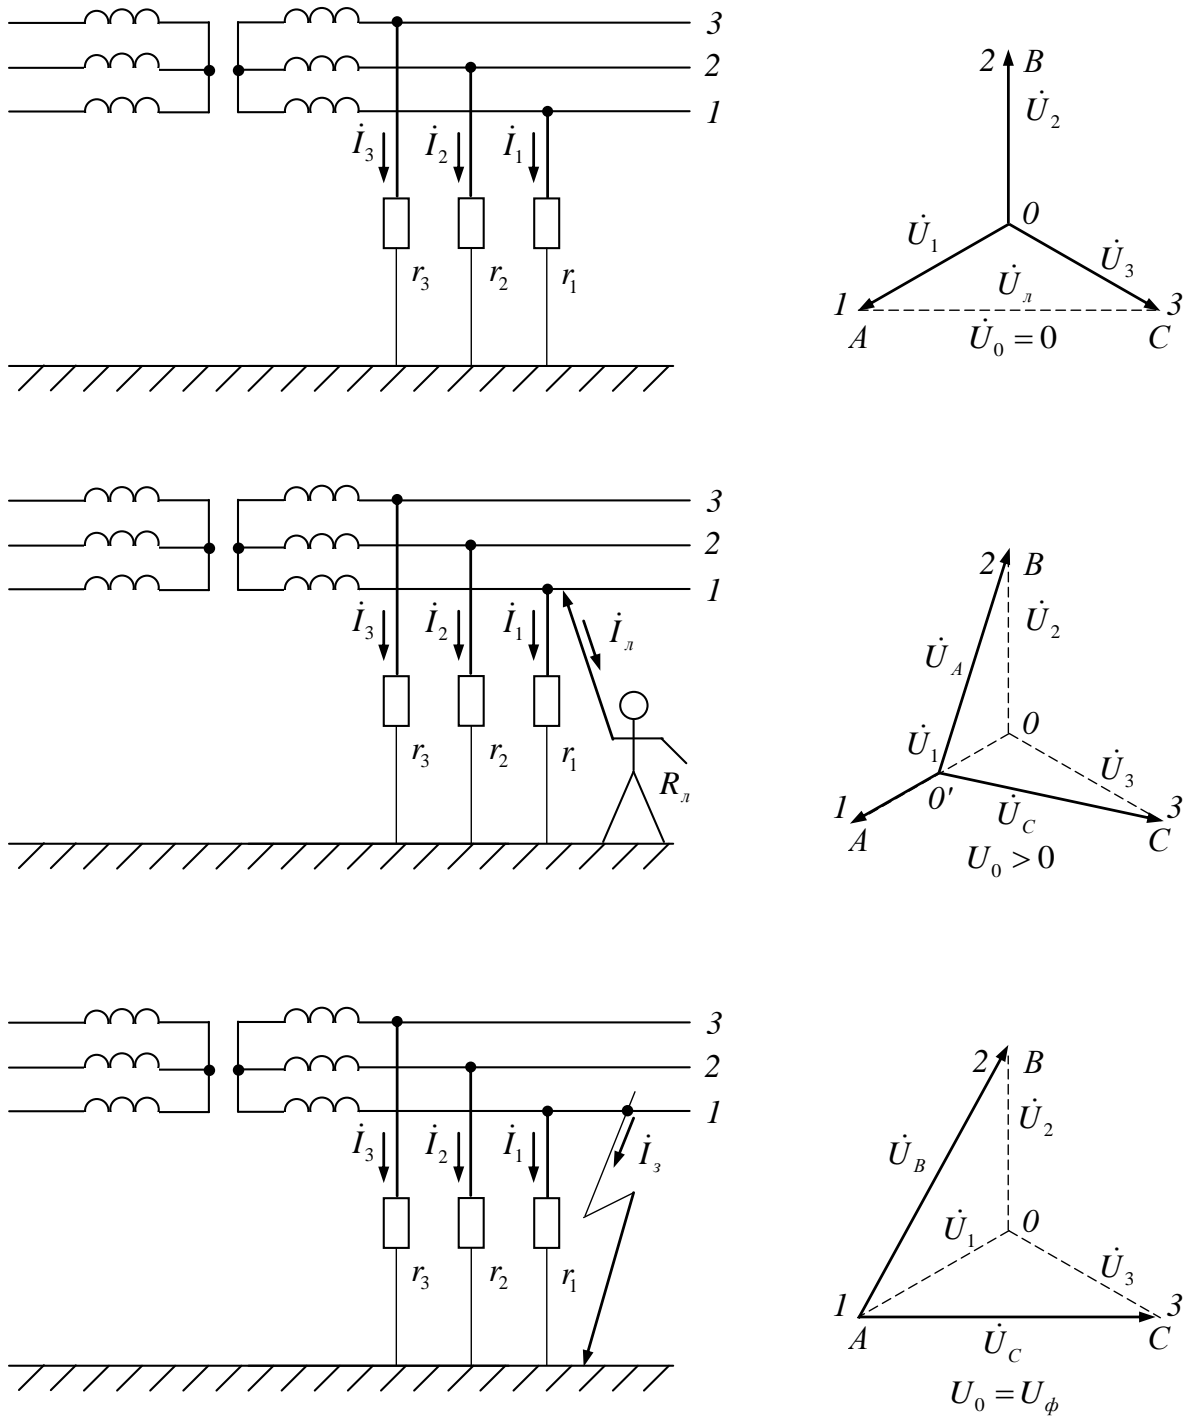 3
2
1
İ₃ İ₂ İ₁
r₃ r₂ r₁
2 B
U̇₂
0
U̇₁ U̇₃
U̇л
1 3
A U̇₀ = 0 C
3
2
1
İ₃ İ₂ İ₁ İл
r₃ r₂ r₁ Rл
2 B
U̇₂
U̇A
0
U̇₁ U̇₃
1 0' U̇C 3
A C
U₀ > 0
3
2
1
İ₃ İ₂ İ₁ İз
r₃ r₂ r₁
2 B
U̇₂
U̇B
0
U̇₁ U̇₃
1 3
A U̇C C
U₀ = Uф